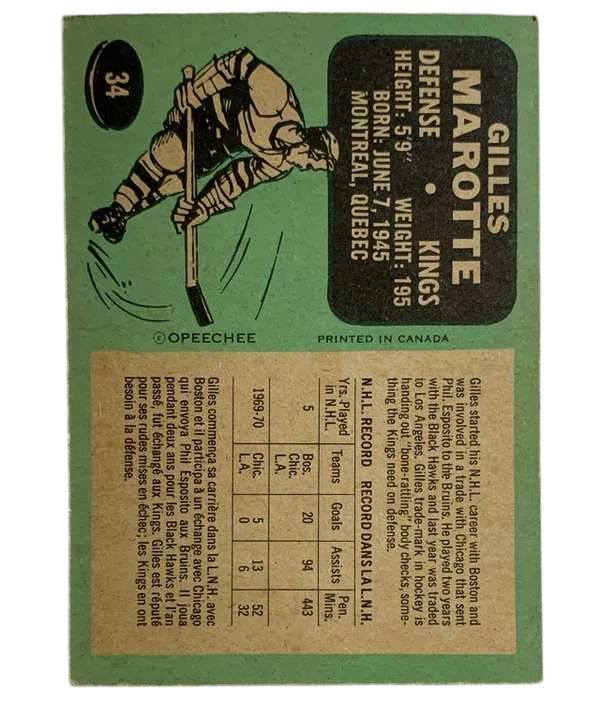 GILLES
MAROTTE
DEFENSE • KINGS
HEIGHT: 5'9" WEIGHT: 195
BORN: JUNE 7, 1945
MONTREAL, QUEBEC
34
©OPEECHEE
PRINTED IN CANADA
Gilles started his N.H.L. career with Boston and
was involved in a trade with Chicago that sent
Phil. Esposito to the Bruins. He played two years
with the Black Hawks and last year was traded
to Los Angeles. Gilles trade-mark in hockey is
handing out "bone-rattling" body checks, some-
thing the Kings need on defense.
N.H.L. RECORD RECORD DANS LA L.N.H.
Yrs. Played in N.H.L. Teams Goals Assists Pen. Mins.
5 Bos. Chic. L.A. 20 94 443
1969-70 Chic. 5 13 52
L.A. 0 6 32
Gilles commença sa carrière dans la L.N.H. avec
Boston et il participa à un échange avec Chicago
qui envoya Phil Esposito aux Bruins. Il joua
pendant deux ans pour les Black Hawks et l'an
passé, fut échangé aux Kings. Gilles est réputé
pour ses rudes mises en échec; les Kings en ont
besoin à la défense.